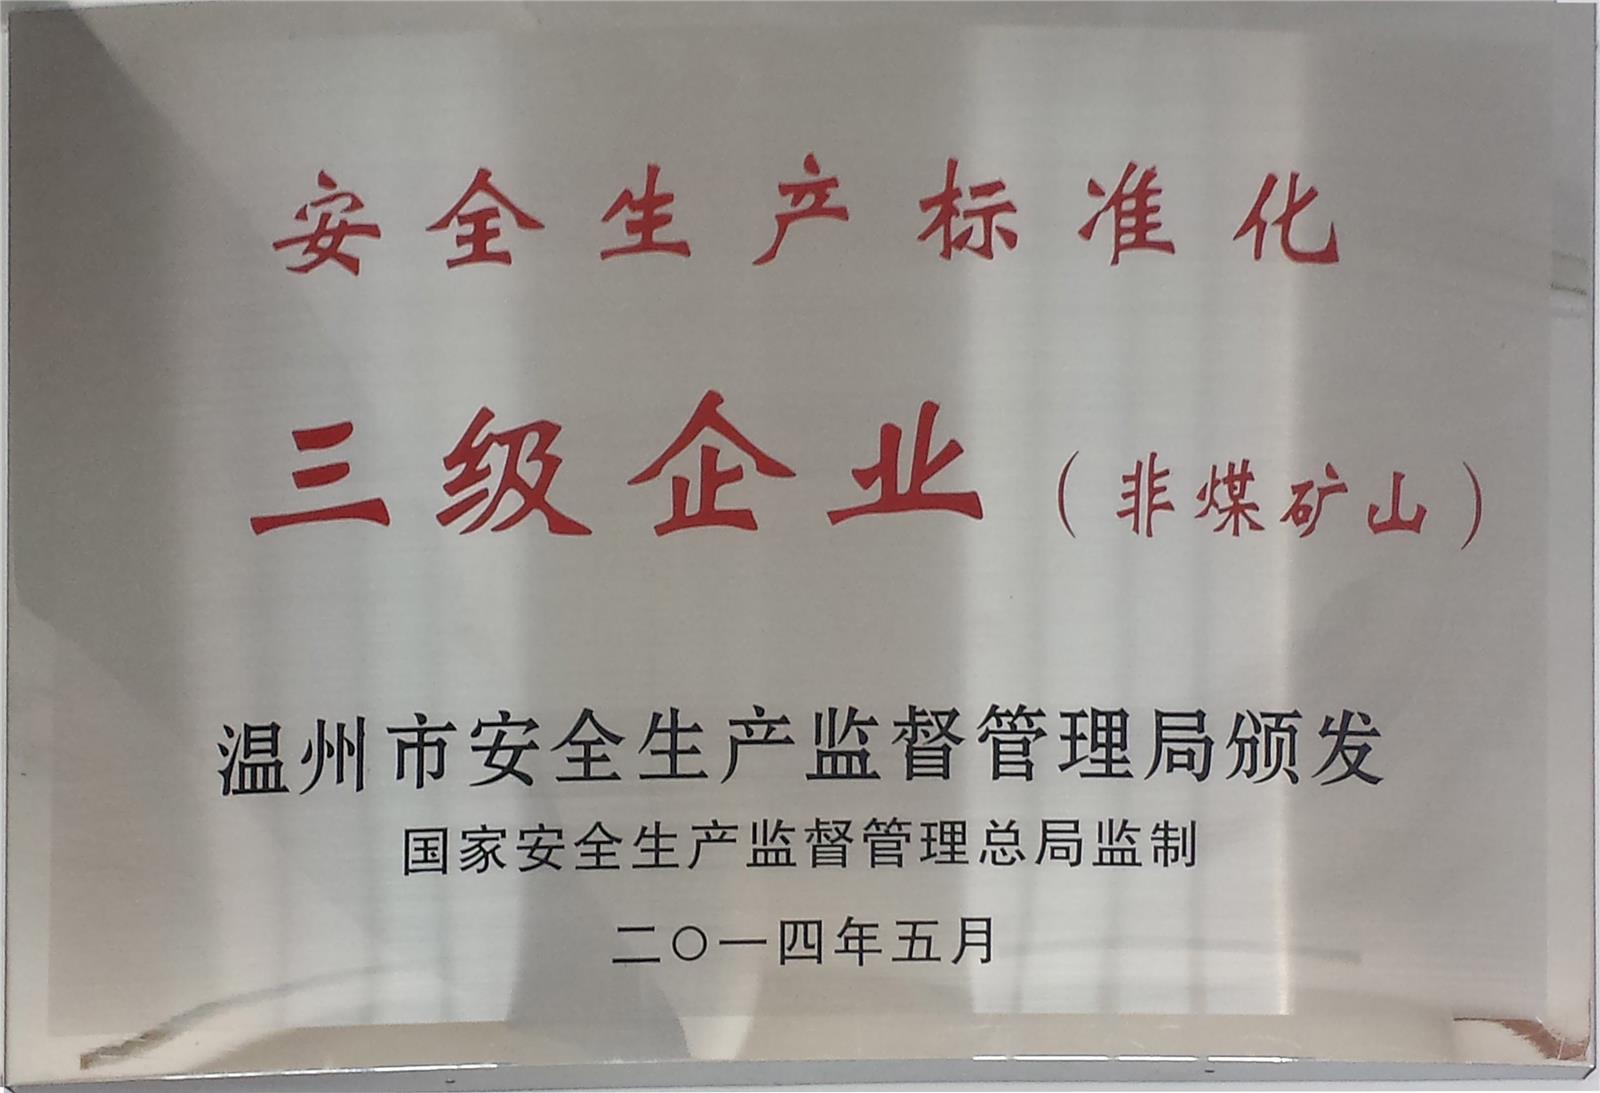 安全生产标准化
三级企业（非煤矿山）
温州市安全生产监督管理局颁发
国家安全生产监督管理总局监制
二〇一四年五月